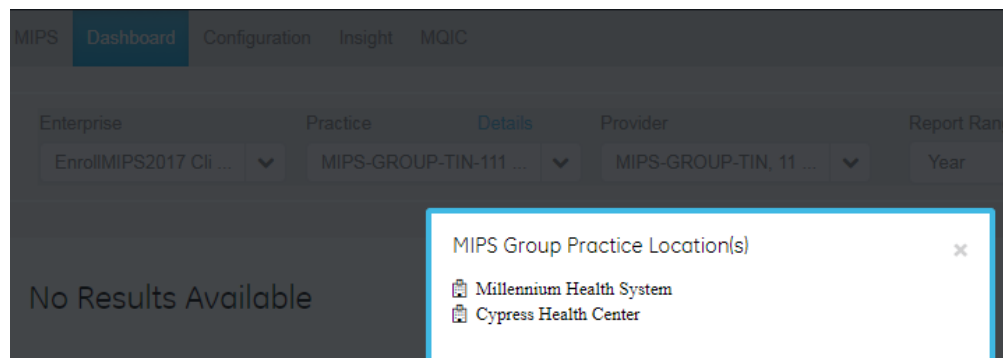 MIPS Dashboard Configuration Insight MQIC
Enterprise Practice Details Provider Report Ran
EnrollMIPS2017 Cli ... MIPS-GROUP-TIN-111 ... MIPS-GROUP-TIN, 11 ... Year
MIPS Group Practice Location(s) ×
Millennium Health System
Cypress Health Center
No Results Available